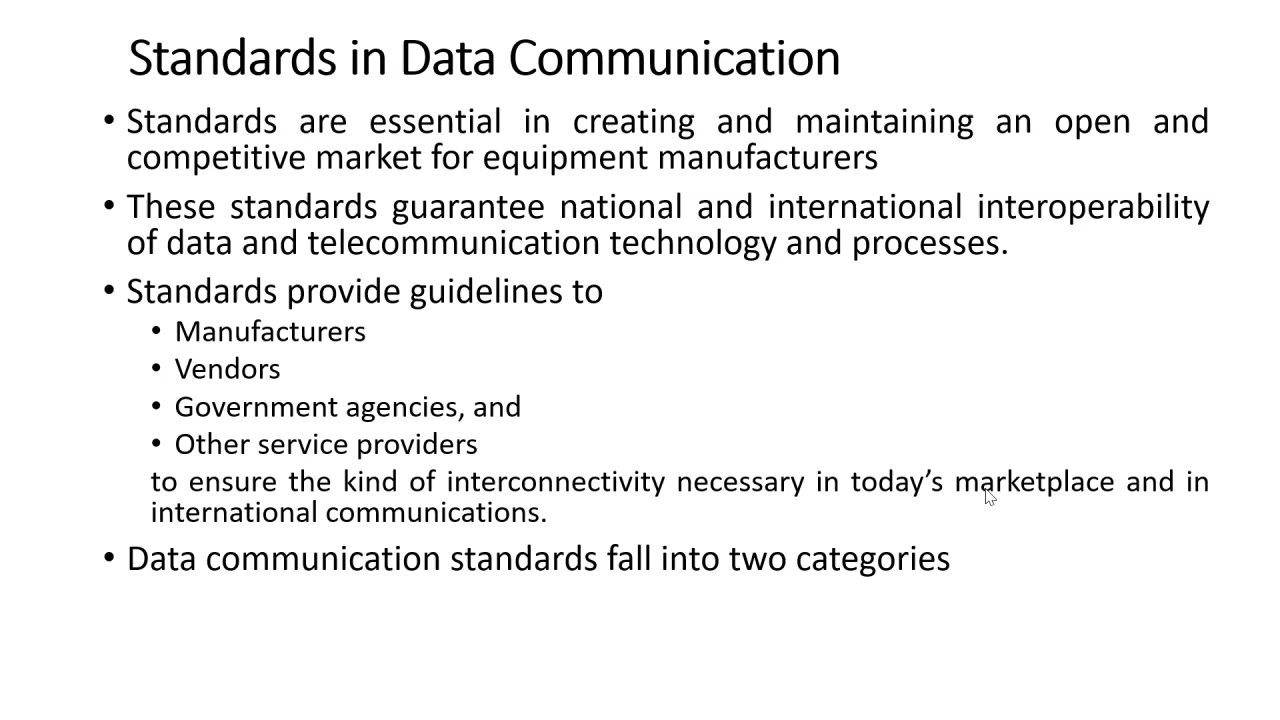 Standards in Data Communication
• Standards are essential in creating and maintaining an open and
competitive market for equipment manufacturers
• These standards guarantee national and international interoperability
of data and telecommunication technology and processes.
• Standards provide guidelines to
• Manufacturers
• Vendors
• Government agencies, and
• Other service providers
to ensure the kind of interconnectivity necessary in today’s marketplace and in
international communications.
• Data communication standards fall into two categories